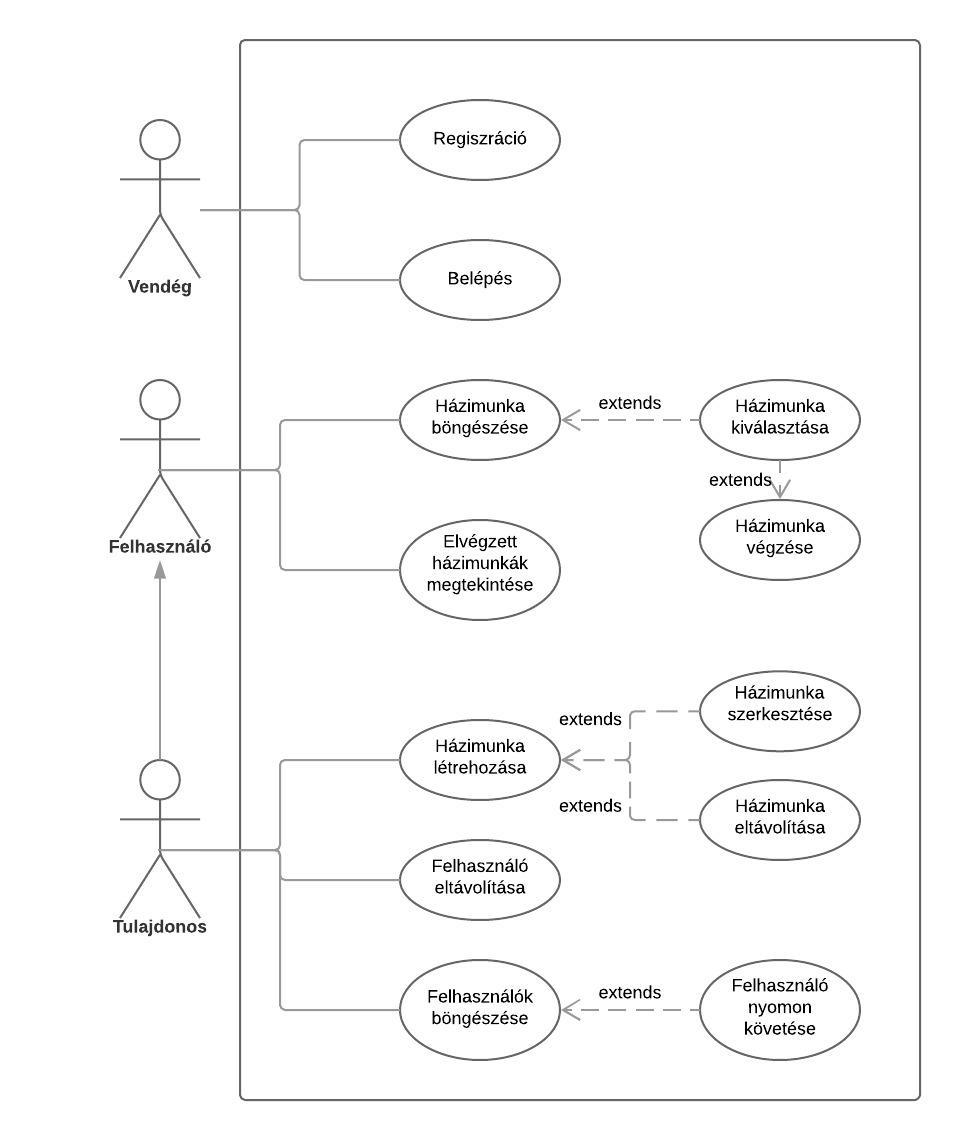 Regiszráció
Vendég
Belépés
Házimunka
böngészése
extends
Házimunka
kiválasztása
extends
Házimunka
végzése
Felhasználó
Elvégzett
házimunkák
megtekintése
Házimunka
szerkesztése
extends
Házimunka
létrehozása
extends
Házimunka
eltávolítása
Felhasználó
eltávolítása
Tulajdonos
Felhasználók
böngészése
extends
Felhasználó
nyomon
követése